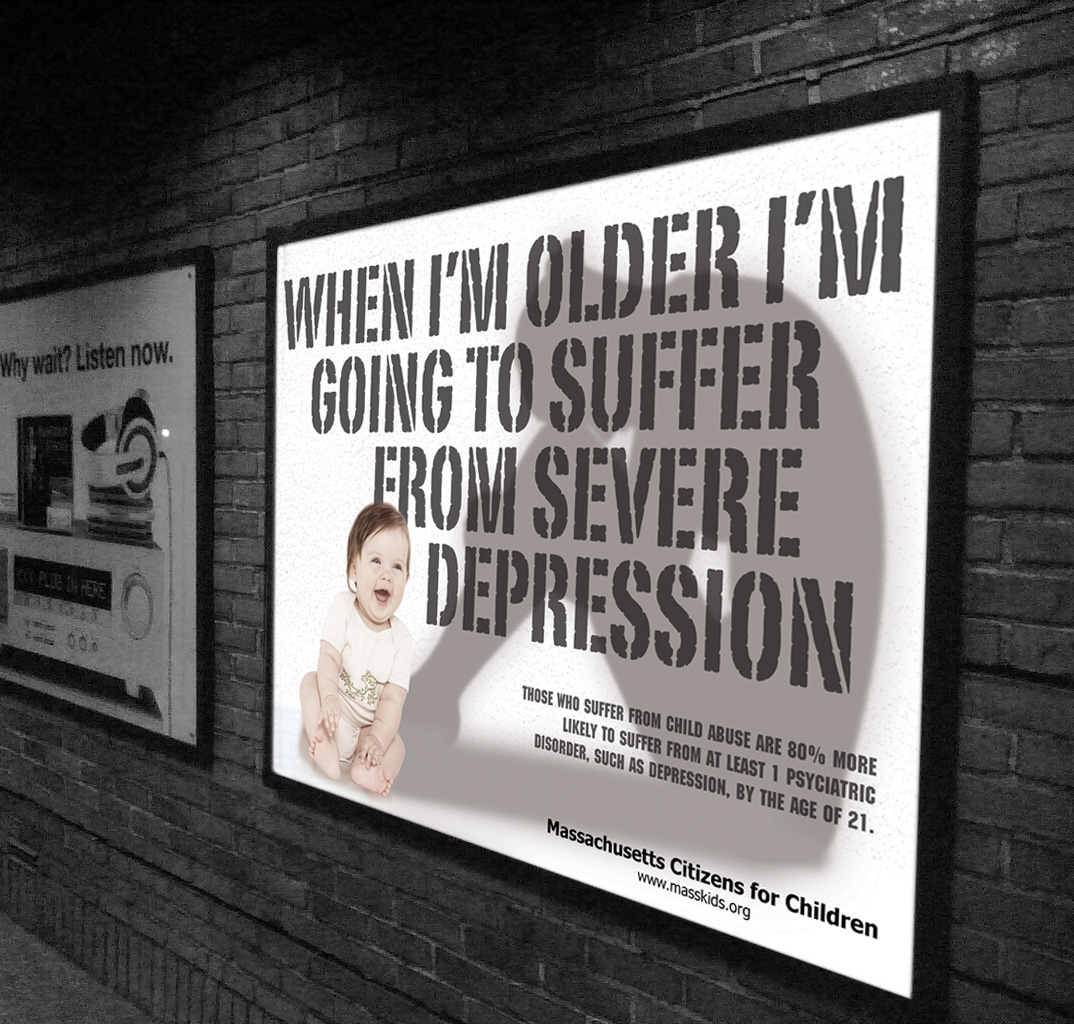 WHEN I'M OLDER I'M
GOING TO SUFFER
FROM SEVERE
DEPRESSION
THOSE WHO SUFFER FROM CHILD ABUSE ARE 80% MORE
LIKELY TO SUFFER FROM AT LEAST 1 PSYCIATRIC
DISORDER, SUCH AS DEPRESSION, BY THE AGE OF 21.
Massachusetts Citizens for Children
www.masskids.org
Why wait? Listen now.
<<< PLUG IN HERE